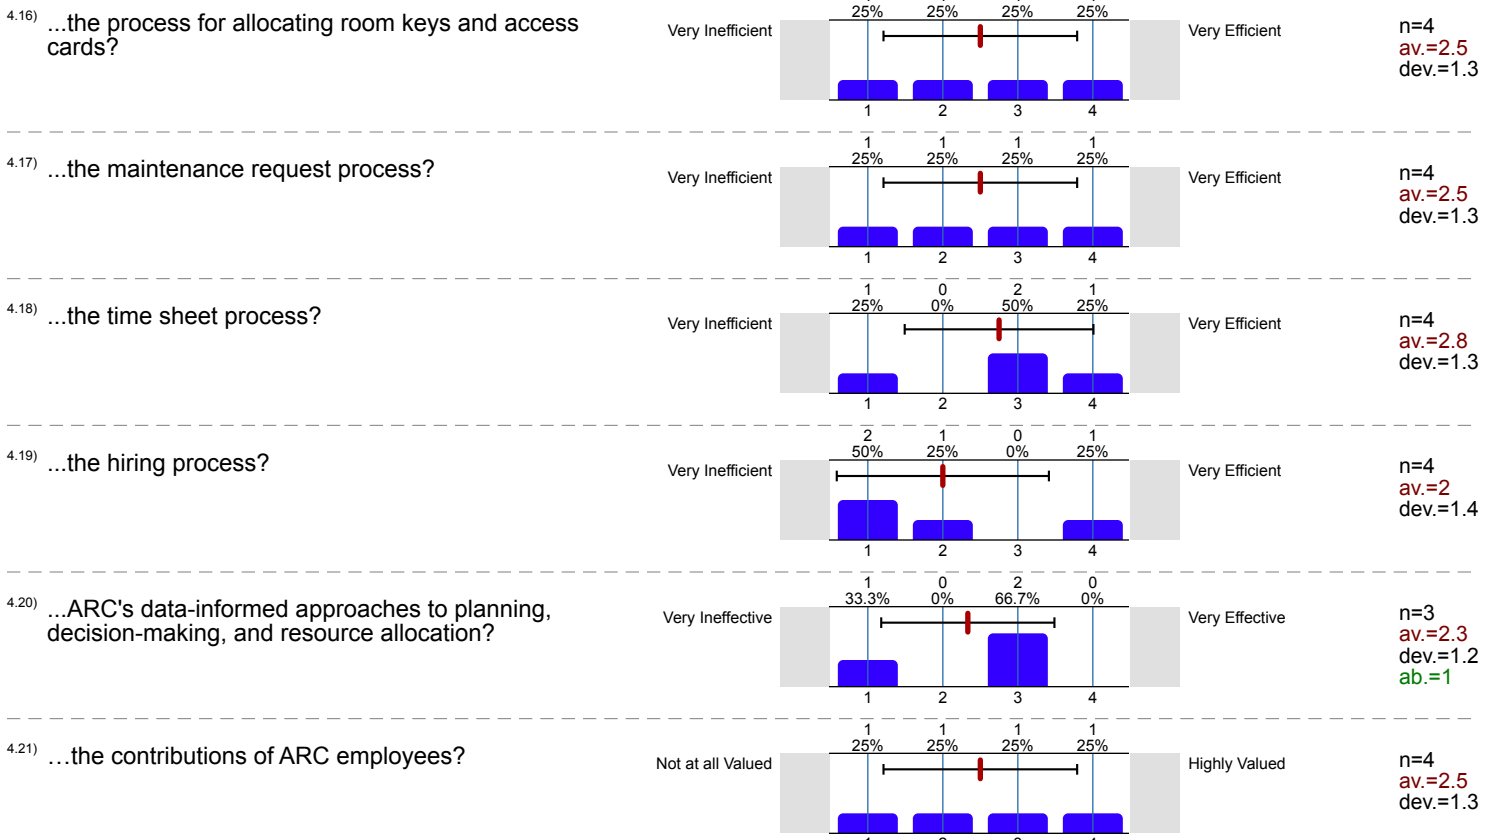 25% 25% 25% 25%
4.16) ...the process for allocating room keys and access
cards?
Very Inefficient
Very Efficient
n=4
av.=2.5
dev.=1.3
1 2 3 4
1 1 1 1
25% 25% 25% 25%
4.17) ...the maintenance request process?
Very Inefficient
Very Efficient
n=4
av.=2.5
dev.=1.3
1 2 3 4
1 0 2 1
25% 0% 50% 25%
4.18) ...the time sheet process?
Very Inefficient
Very Efficient
n=4
av.=2.8
dev.=1.3
1 2 3 4
2 1 0 1
50% 25% 0% 25%
4.19) ...the hiring process?
Very Inefficient
Very Efficient
n=4
av.=2
dev.=1.4
1 2 3 4
1 0 2 0
33.3% 0% 66.7% 0%
4.20) ...ARC's data-informed approaches to planning,
decision-making, and resource allocation?
Very Ineffective
Very Effective
n=3
av.=2.3
dev.=1.2
ab.=1
1 2 3 4
1 1 1 1
25% 25% 25% 25%
4.21) …the contributions of ARC employees?
Not at all Valued
Highly Valued
n=4
av.=2.5
dev.=1.3